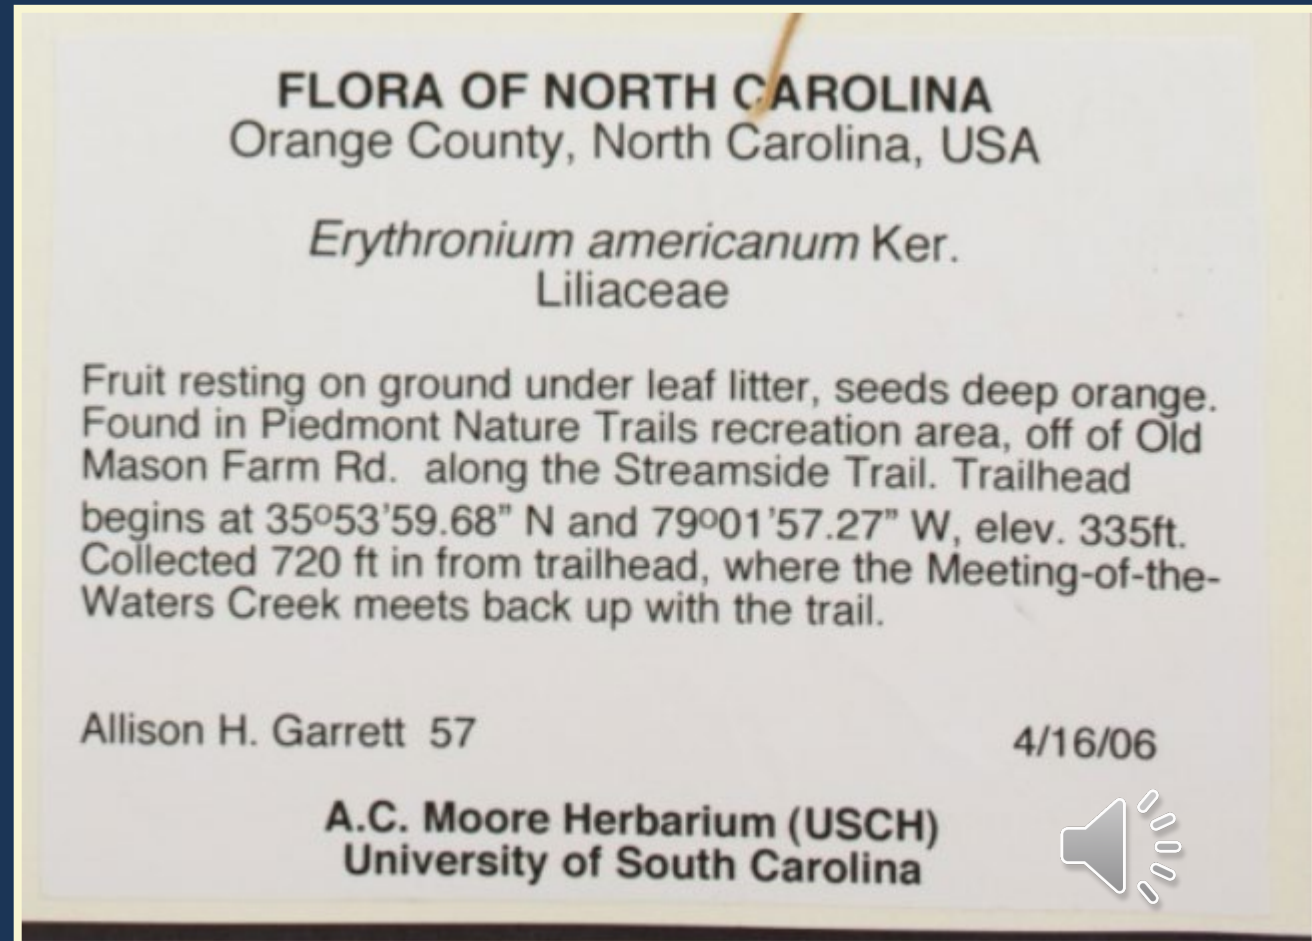 FLORA OF NORTH CAROLINA
Orange County, North Carolina, USA
Erythronium americanum Ker.
Liliaceae
Fruit resting on ground under leaf litter, seeds deep orange.
Found in Piedmont Nature Trails recreation area, off of Old
Mason Farm Rd.  along the Streamside Trail. Trailhead
begins at 35º53’59.68” N and 79º01’57.27” W, elev. 335ft.
Collected 720 ft in from trailhead, where the Meeting-of-the-
Waters Creek meets back up with the trail.
Allison H. Garrett 57
4/16/06
A.C. Moore Herbarium (USCH)
University of South Carolina